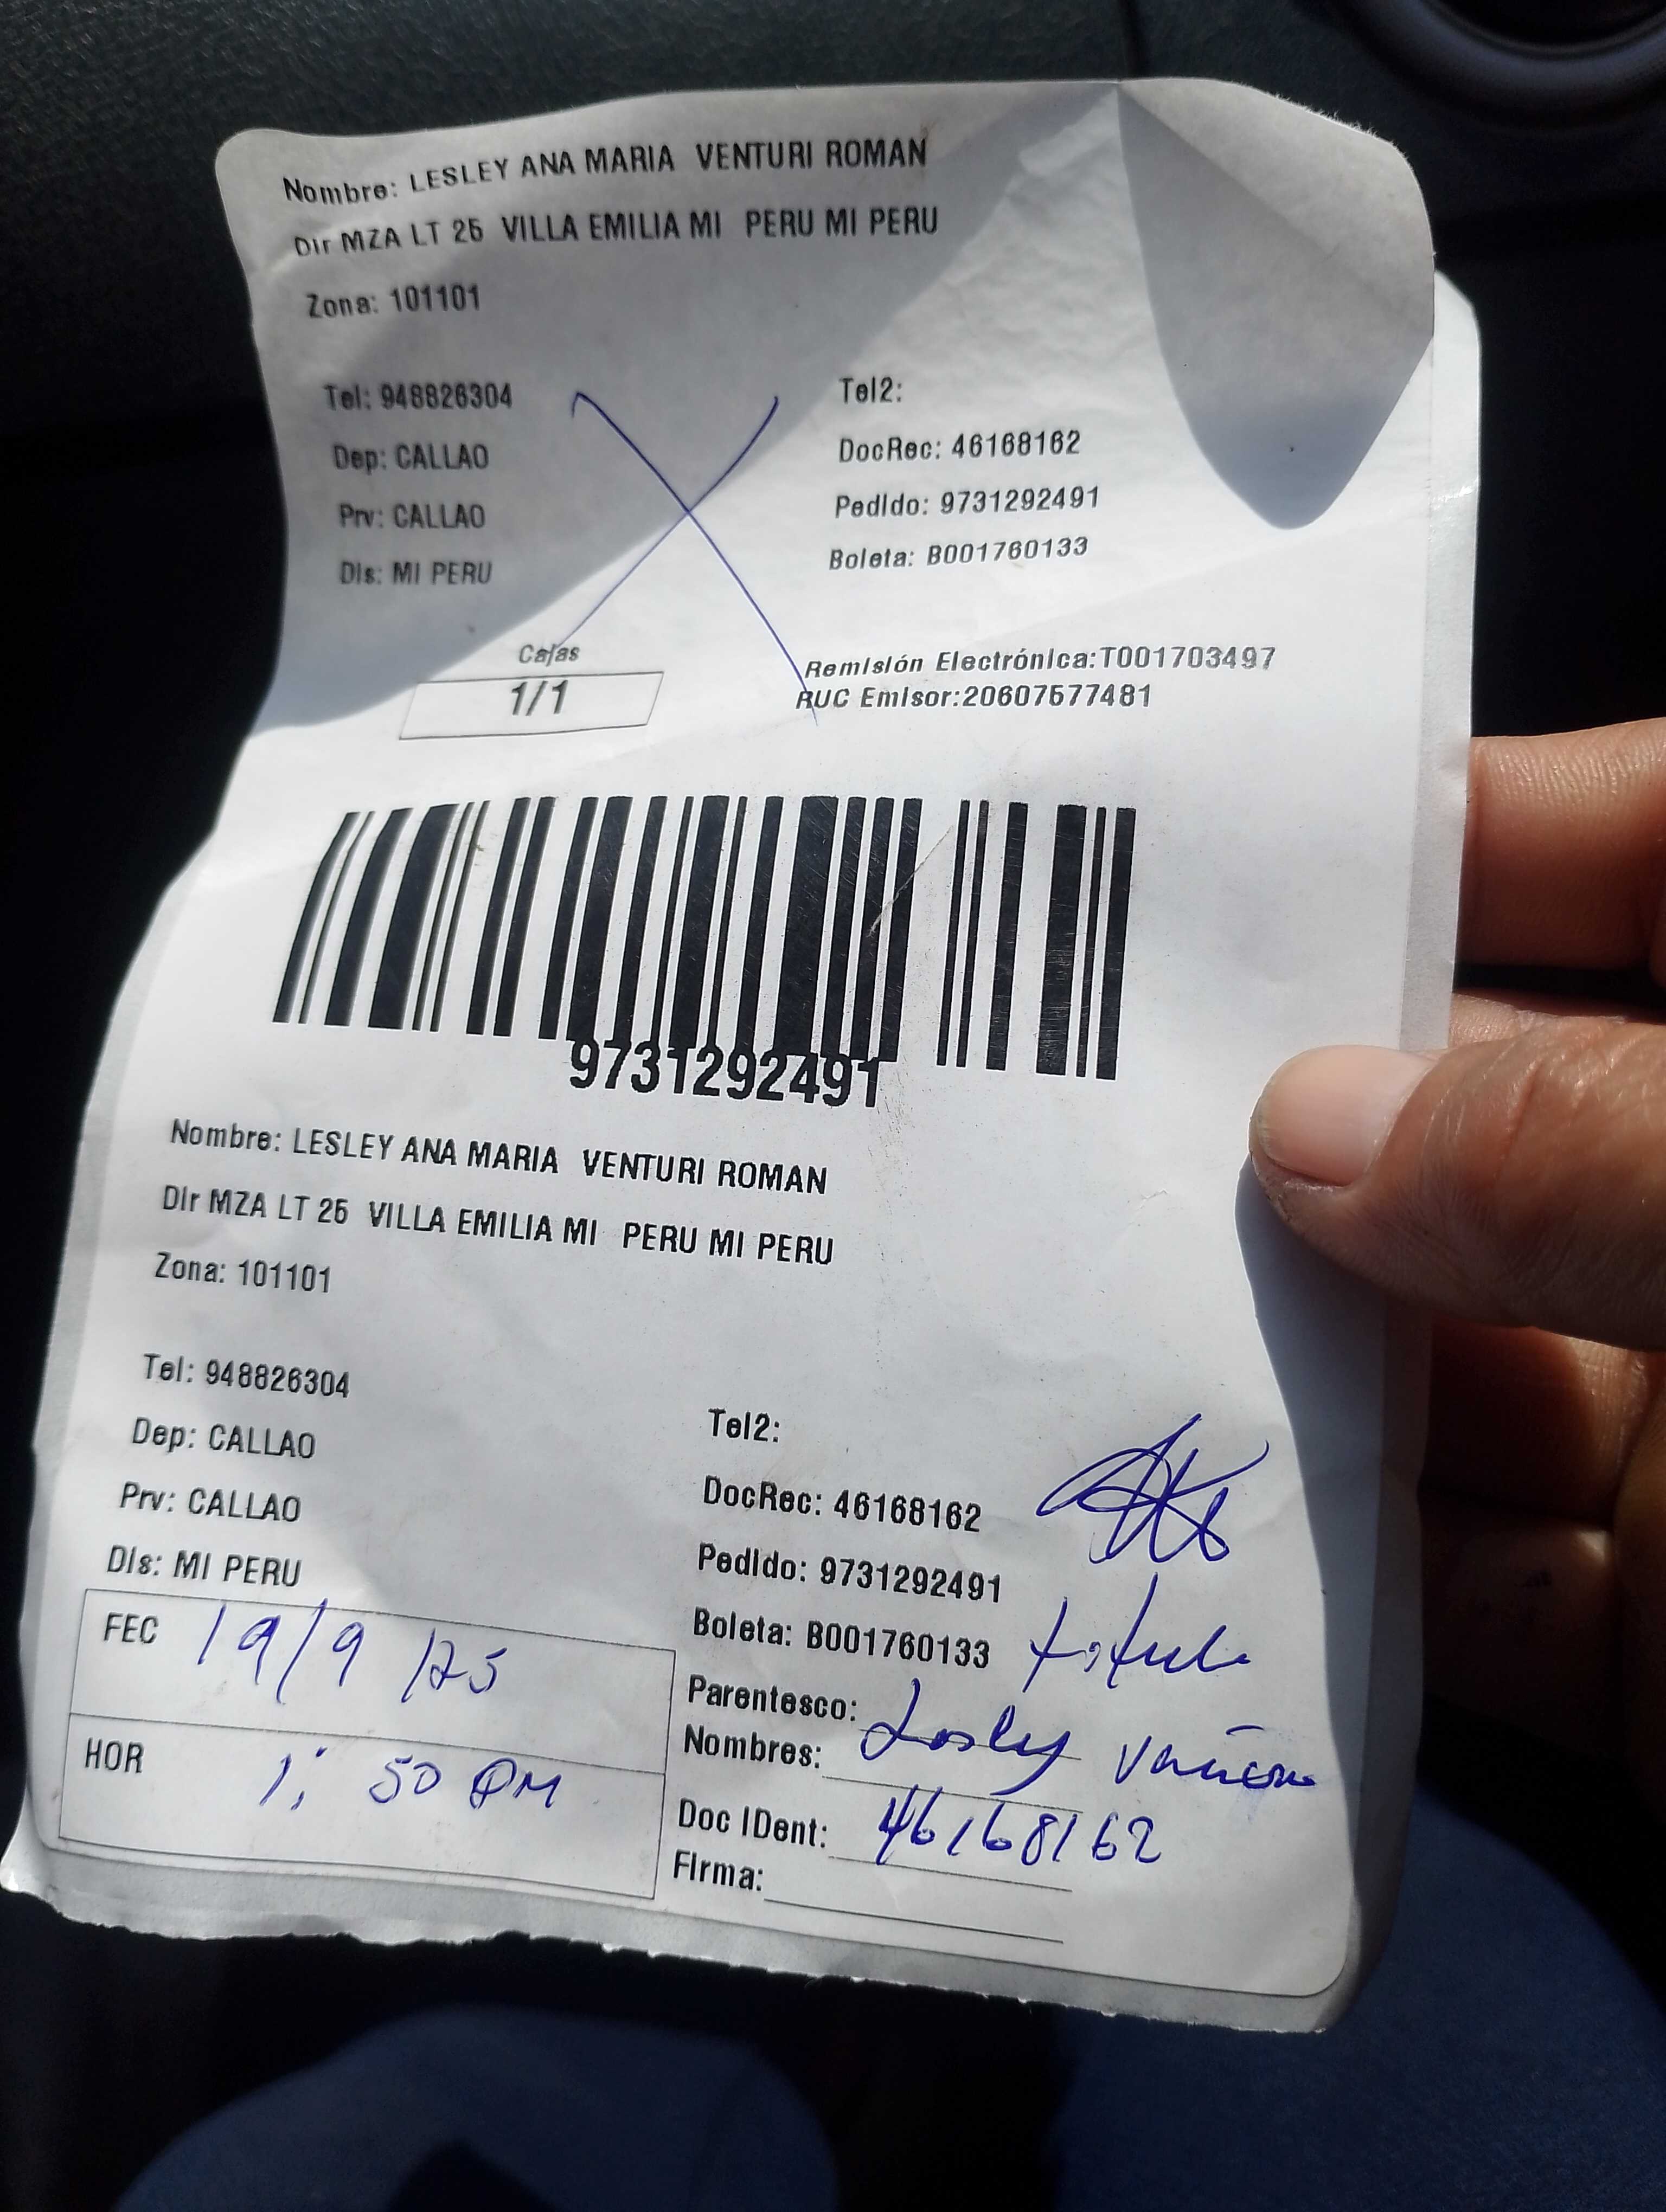 Nombre: LESLEY ANA MARIA VENTURI ROMAN
Dir MZA LT 25 VILLA EMILIA MI PERU MI PERU
Zona: 101101
Tel: 948826304
Tel2:
Dep: CALLAO
DocRec: 46168162
Prv: CALLAO
Pedido: 9731292491
Dis: MI PERU
Boleta: B001760133
Cajas
1/1
Remisión Electrónica:T001703497
RUC Emisor:20607577481
9731292491
Nombre: LESLEY ANA MARIA VENTURI ROMAN
Dir MZA LT 25 VILLA EMILIA MI PERU MI PERU
Zona: 101101
Tel: 948826304
Tel2:
Dep: CALLAO
DocRec: 46168162
Prv: CALLAO
Pedido: 9731292491
Dis: MI PERU
Boleta: B001760133
FEC 19/9/25
Parentesco:
Nombres: Lesly
HOR 1: 50 PM
Doc IDent: 46168162
Firma: